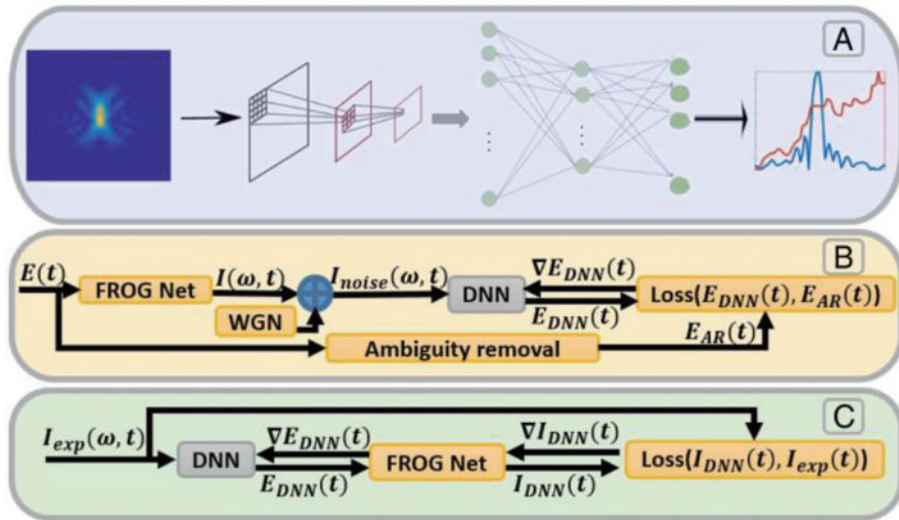 A
B
E(t)
FROG Net
I(ω, t)
I_noise(ω, t)
DNN
∇E_DNN(t)
Loss(E_DNN(t), E_AR(t))
WGN
E_DNN(t)
Ambiguity removal
E_AR(t)
C
I_exp(ω, t)
DNN
∇E_DNN(t)
FROG Net
∇I_DNN(t)
Loss(I_DNN(t), I_exp(t))
E_DNN(t)
I_DNN(t)